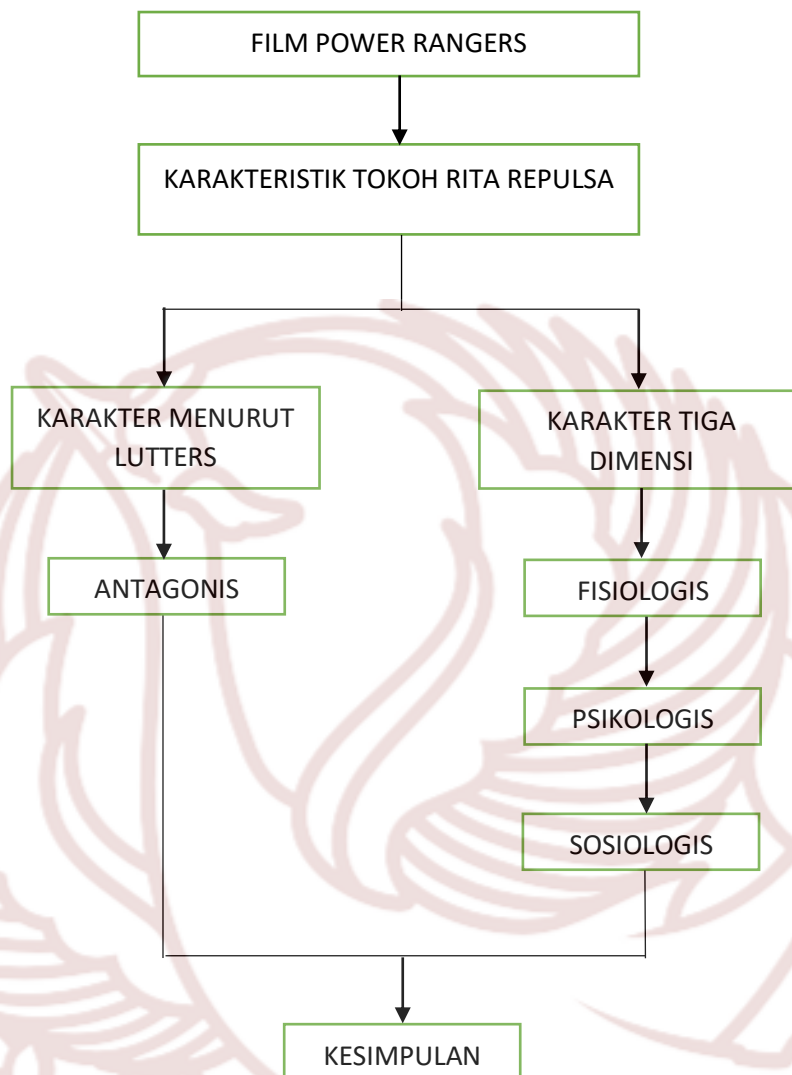 FILM POWER RANGERS
KARAKTERISTIK TOKOH RITA REPULSA
KARAKTER MENURUT
LUTTERS
KARAKTER TIGA
DIMENSI
ANTAGONIS
FISIOLOGIS
PSIKOLOGIS
SOSIOLOGIS
KESIMPULAN